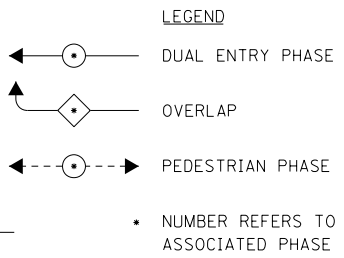 LEGEND
DUAL ENTRY PHASE
OVERLAP
PEDESTRIAN PHASE
* NUMBER REFERS TO
ASSOCIATED PHASE